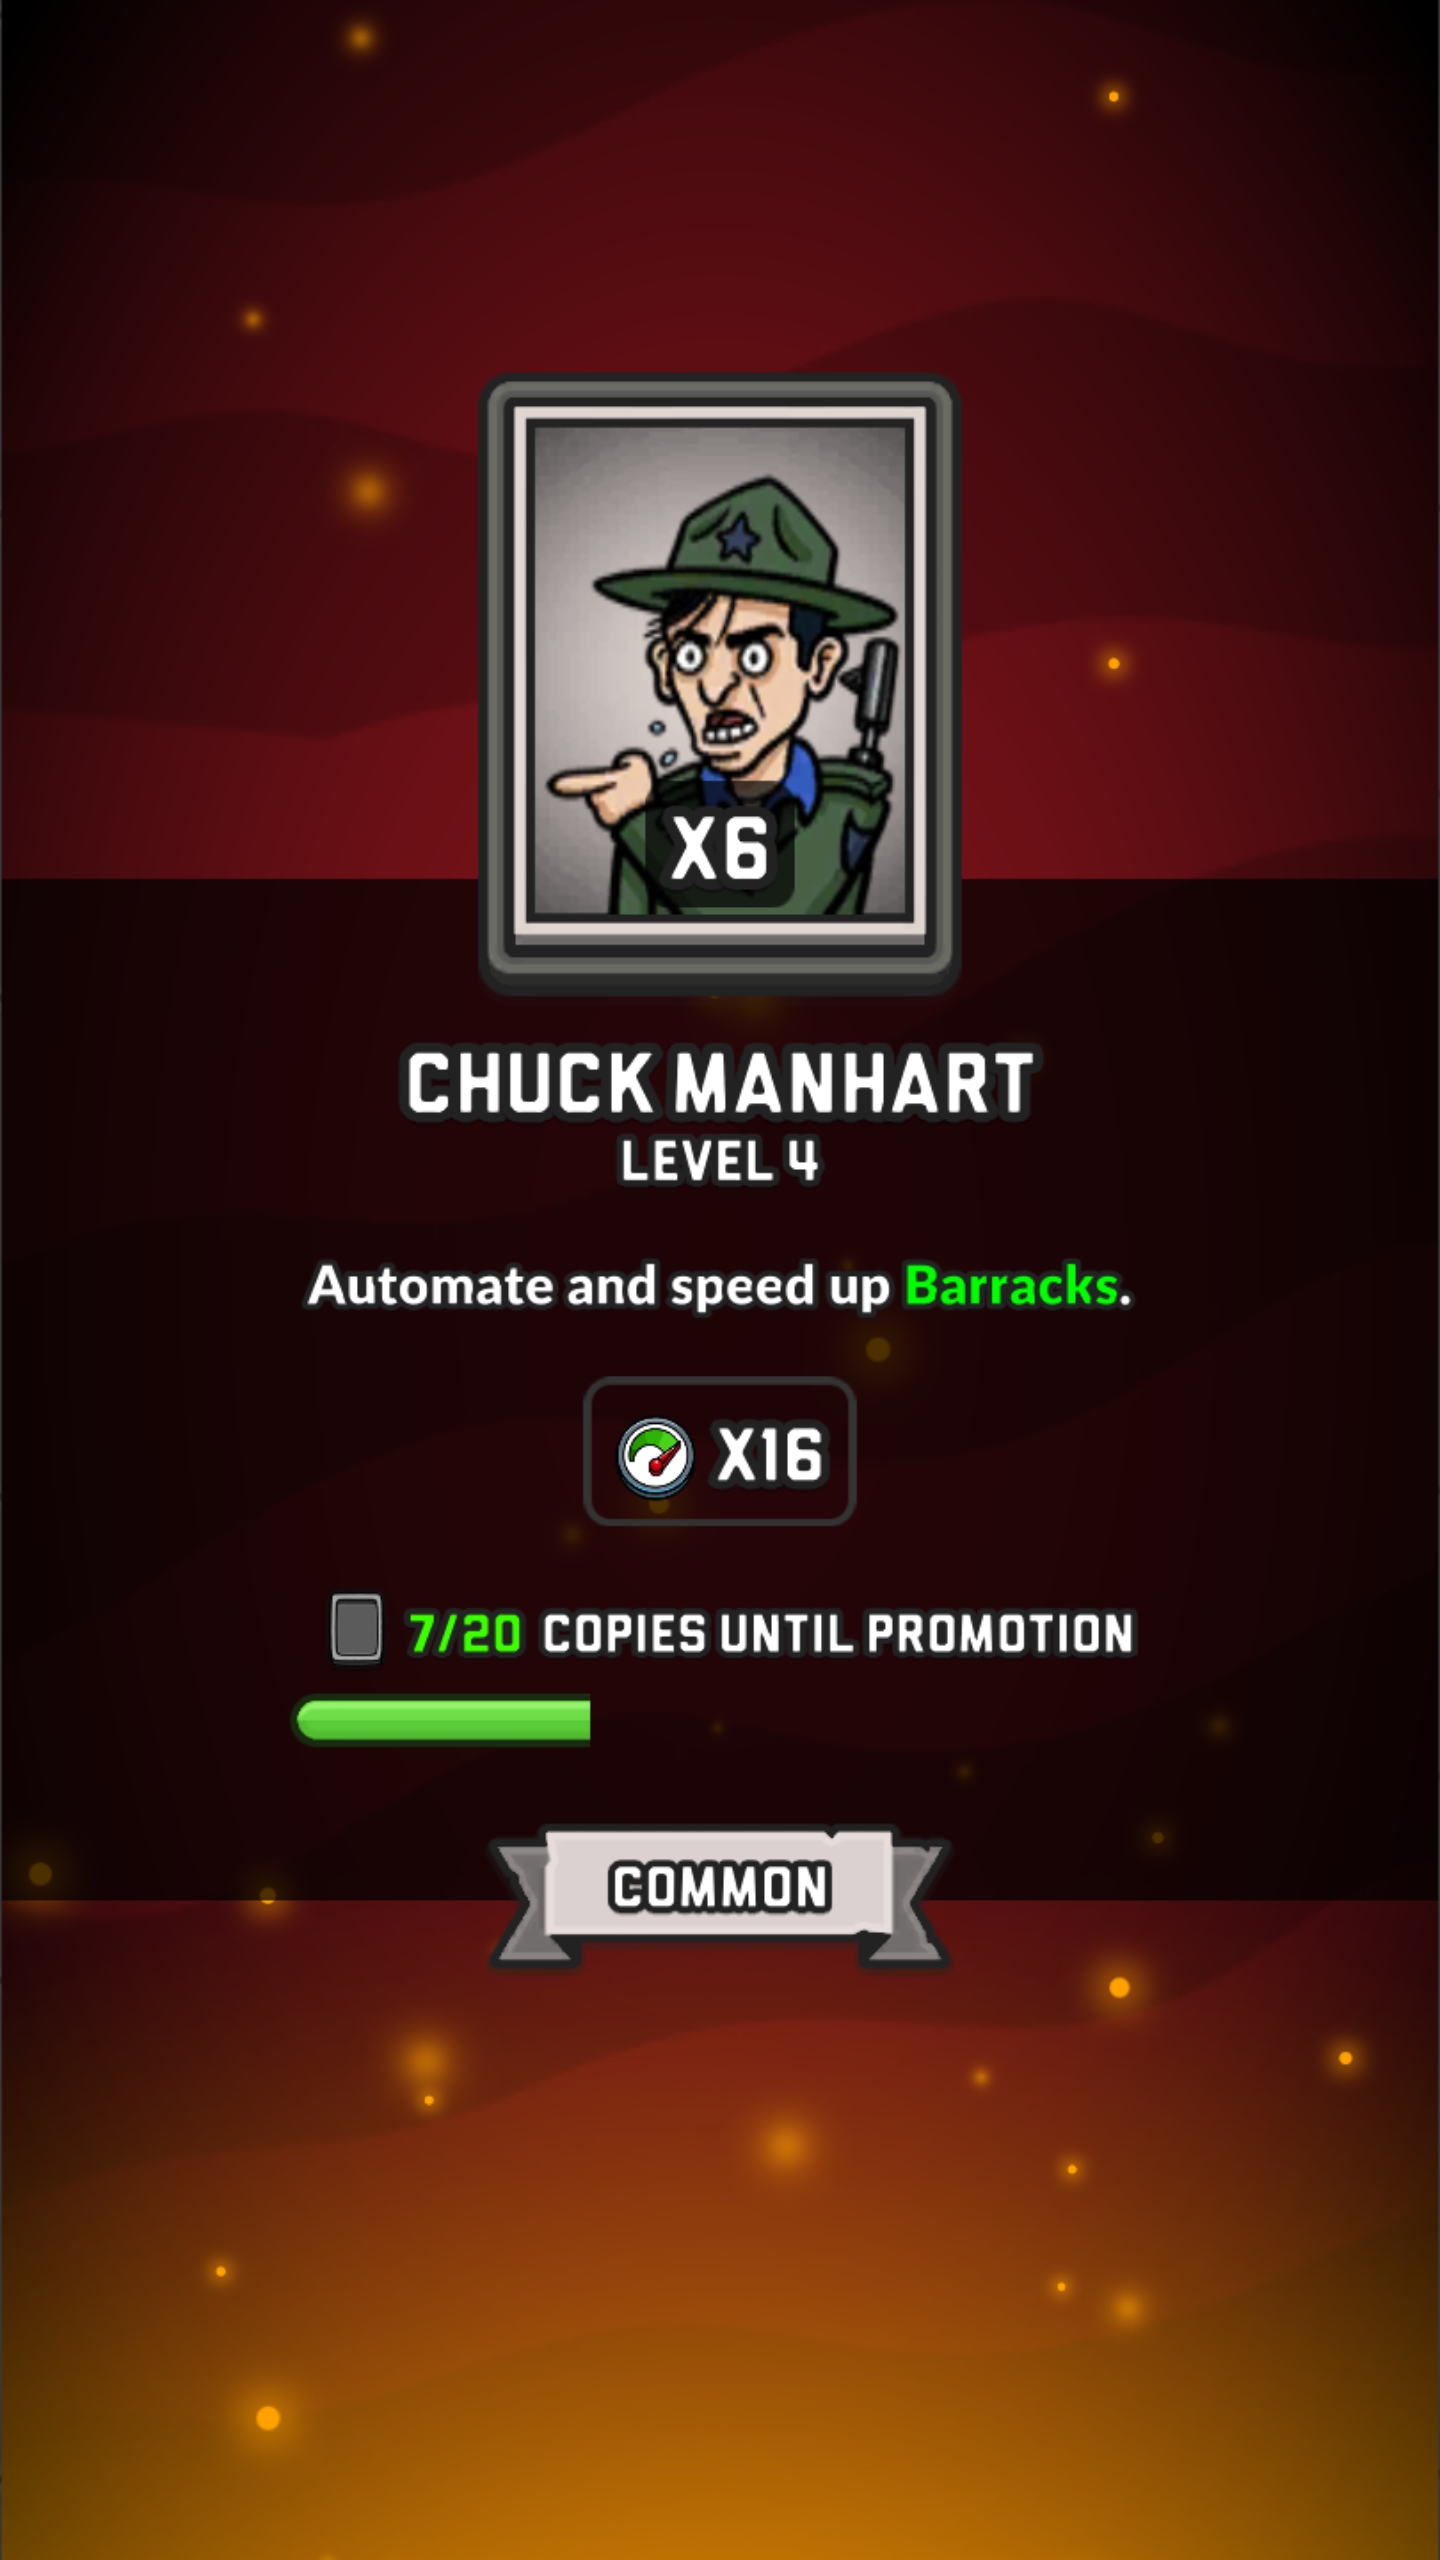 X6
CHUCK MANHART
LEVEL 4
Automate and speed up Barracks.
X16
7/20 COPIES UNTIL PROMOTION
COMMON